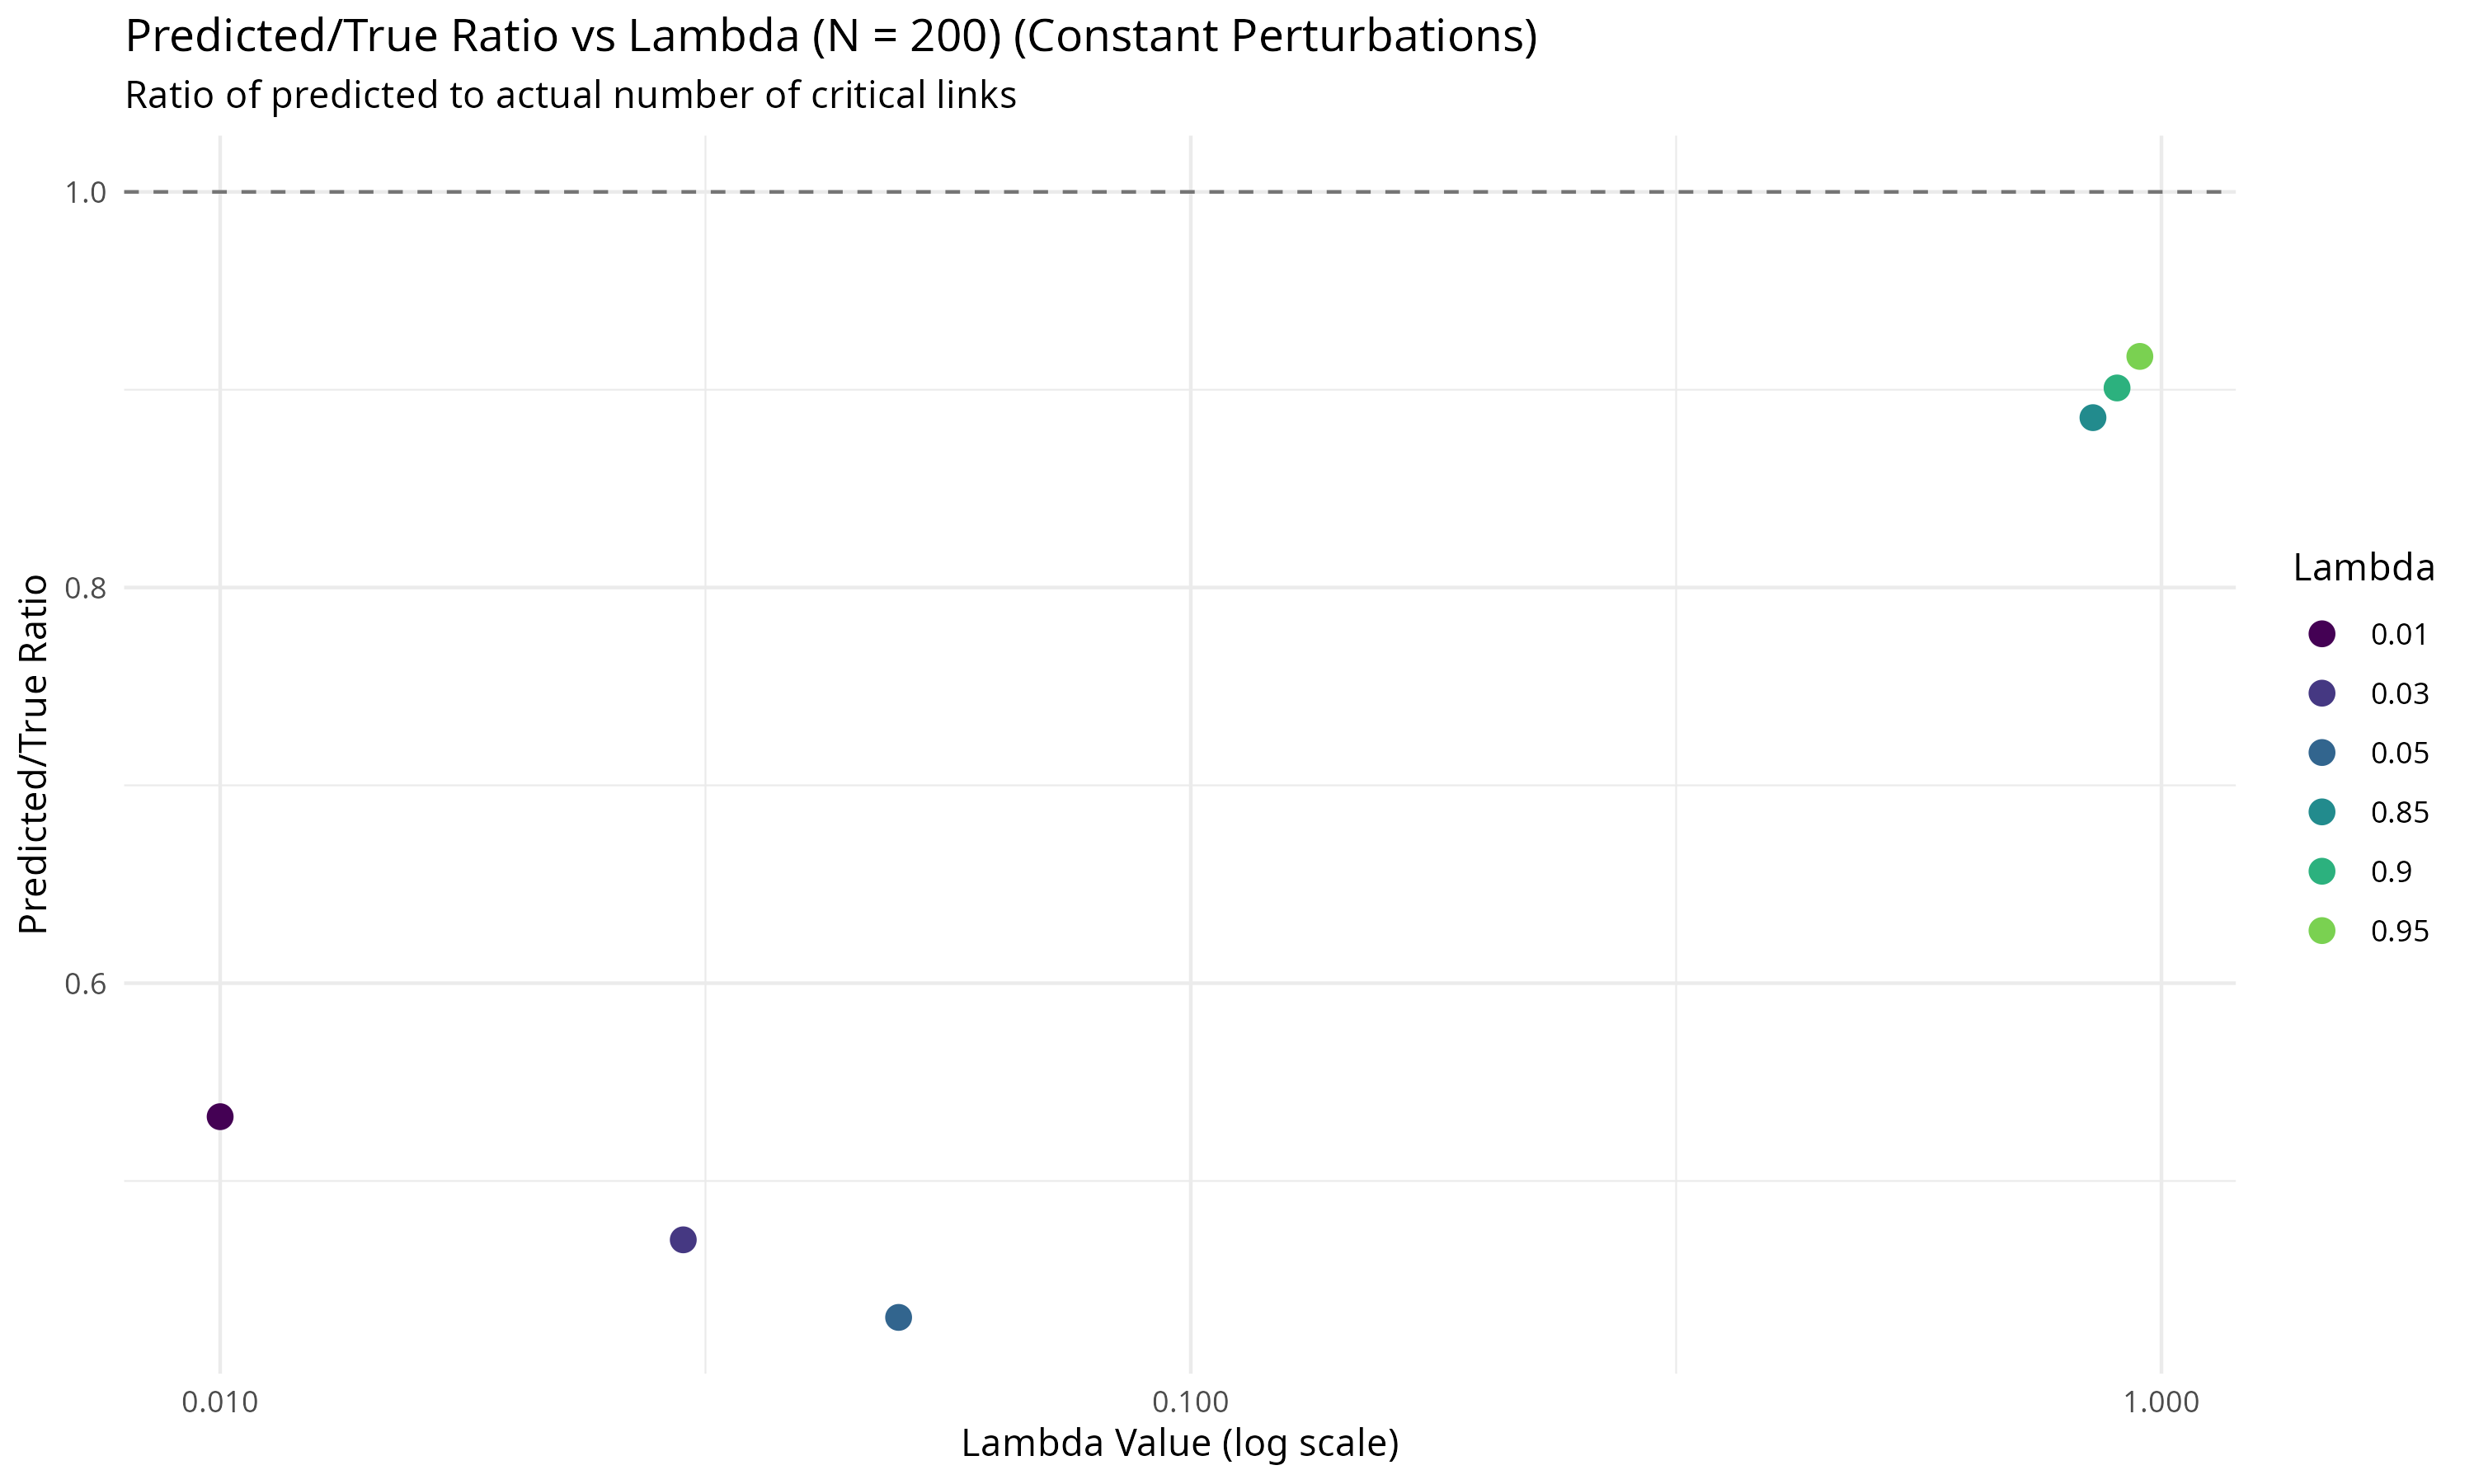 Predicted/True Ratio vs Lambda (N = 200) (Constant Perturbations)
Ratio of predicted to actual number of critical links
1.0
0.8
0.6
Predicted/True Ratio
0.010
0.100
1.000
Lambda Value (log scale)
Lambda
0.01
0.03
0.05
0.85
0.9
0.95